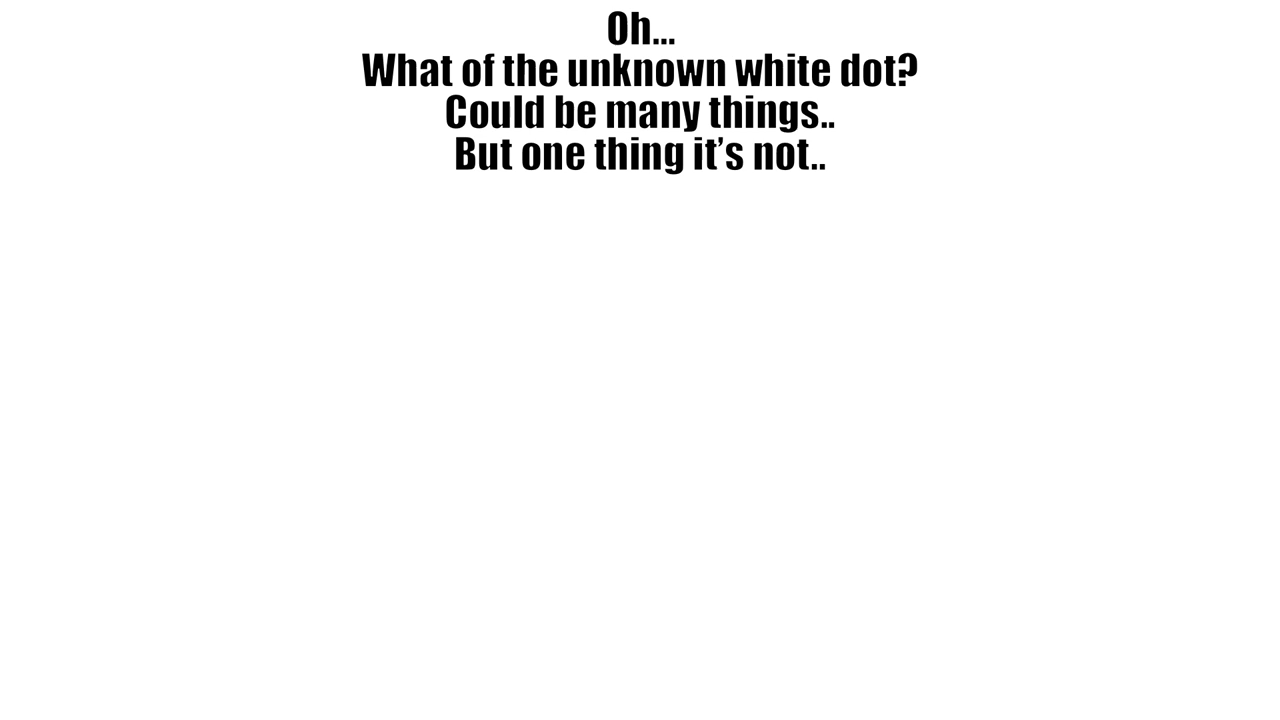 Oh...
What of the unknown white dot?
Could be many things..
But one thing it’s not..